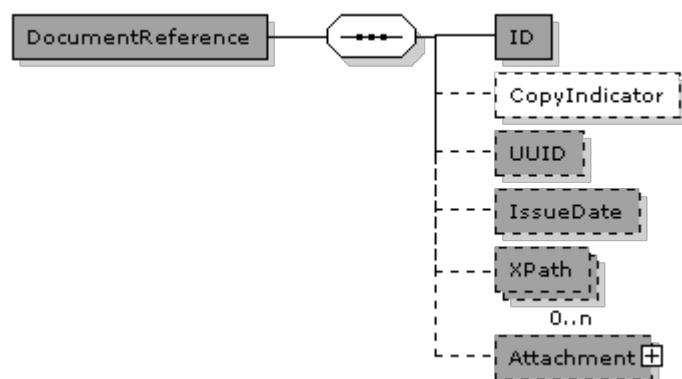 DocumentReference
ID
CopyIndicator
UUID
IssueDate
XPath
0..n
Attachment